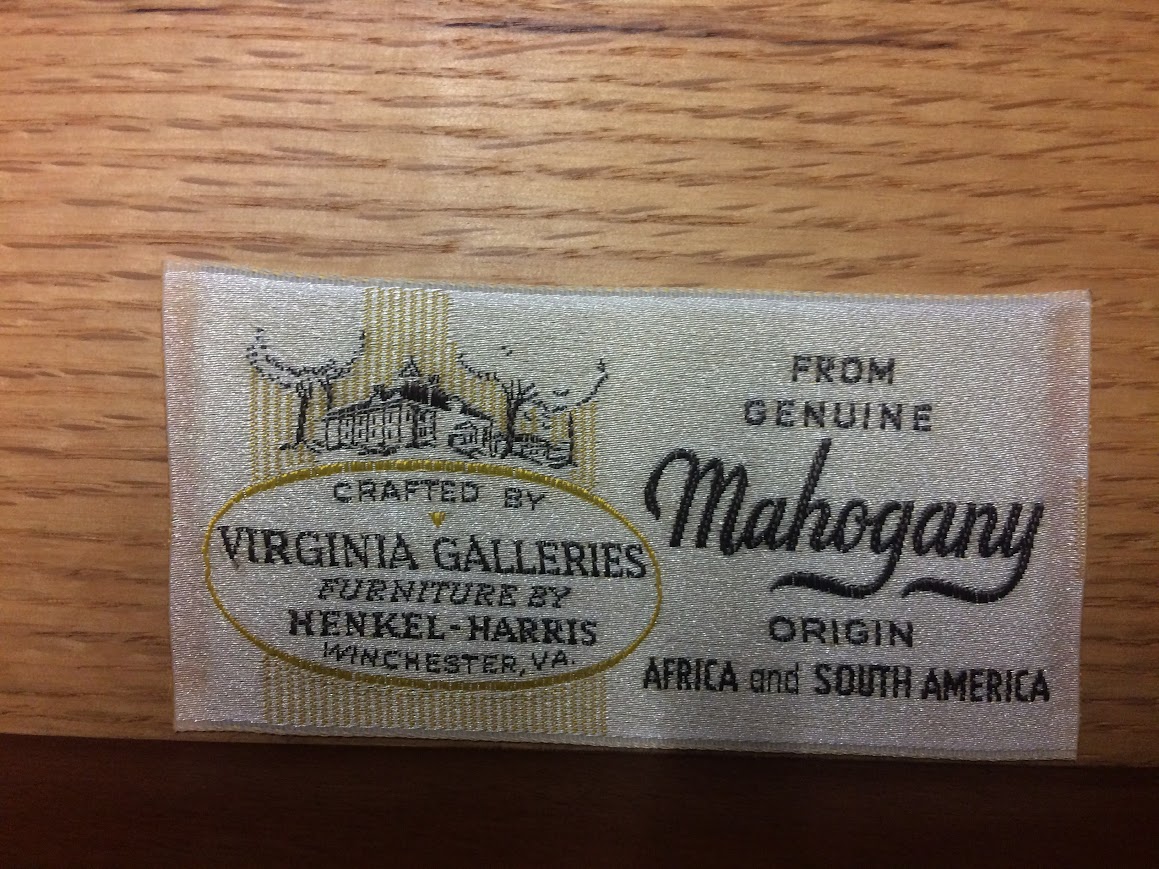 CRAFTED BY
VIRGINIA GALLERIES
FURNITURE BY
HENKEL-HARRIS
WINCHESTER, VA.
FROM
GENUINE
Mahogany
ORIGIN
AFRICA and SOUTH AMERICA